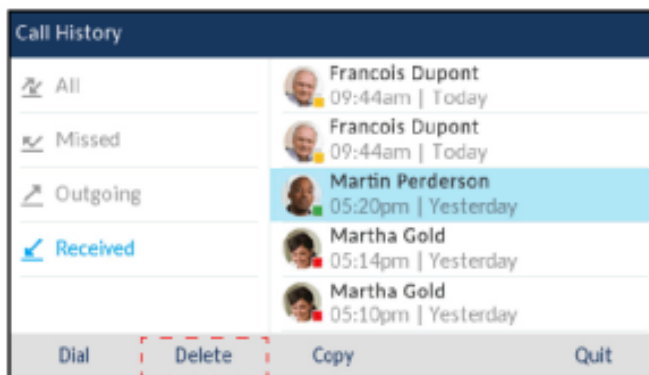 Call History
All
Missed
Outgoing
Received
Francois Dupont
09:44am | Today
Francois Dupont
09:44am | Today
Martin Perderson
05:20pm | Yesterday
Martha Gold
05:14pm | Yesterday
Martha Gold
05:10pm | Yesterday
Dial Delete Copy Quit